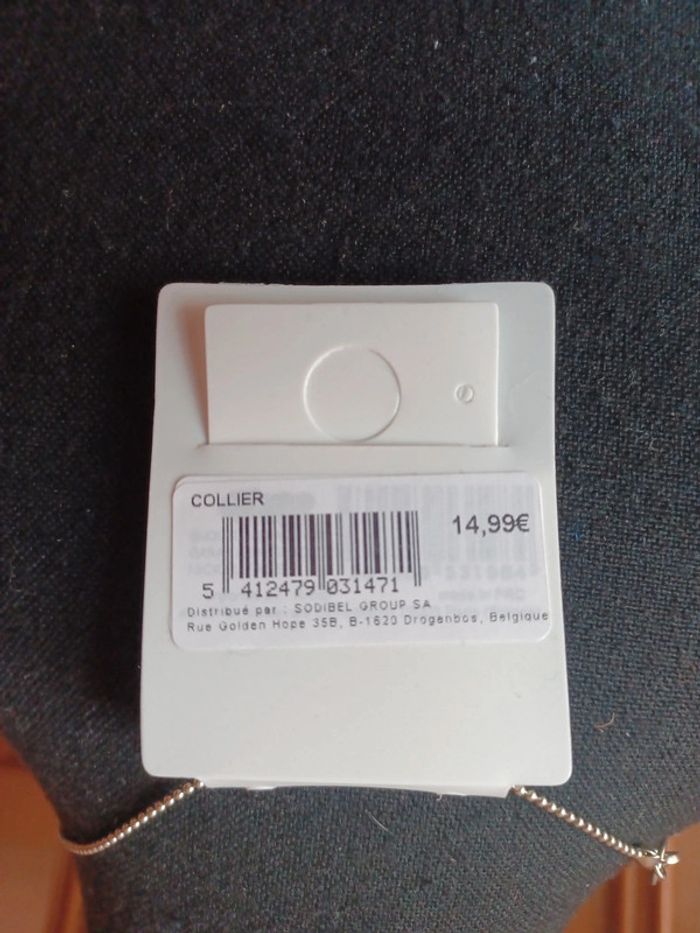 COLLIER
14,99€
5 412479 031471
Distribué par : SODIBEL GROUP SA
Rue Golden Hope 35B, B-1620 Drogenbos, Belgique